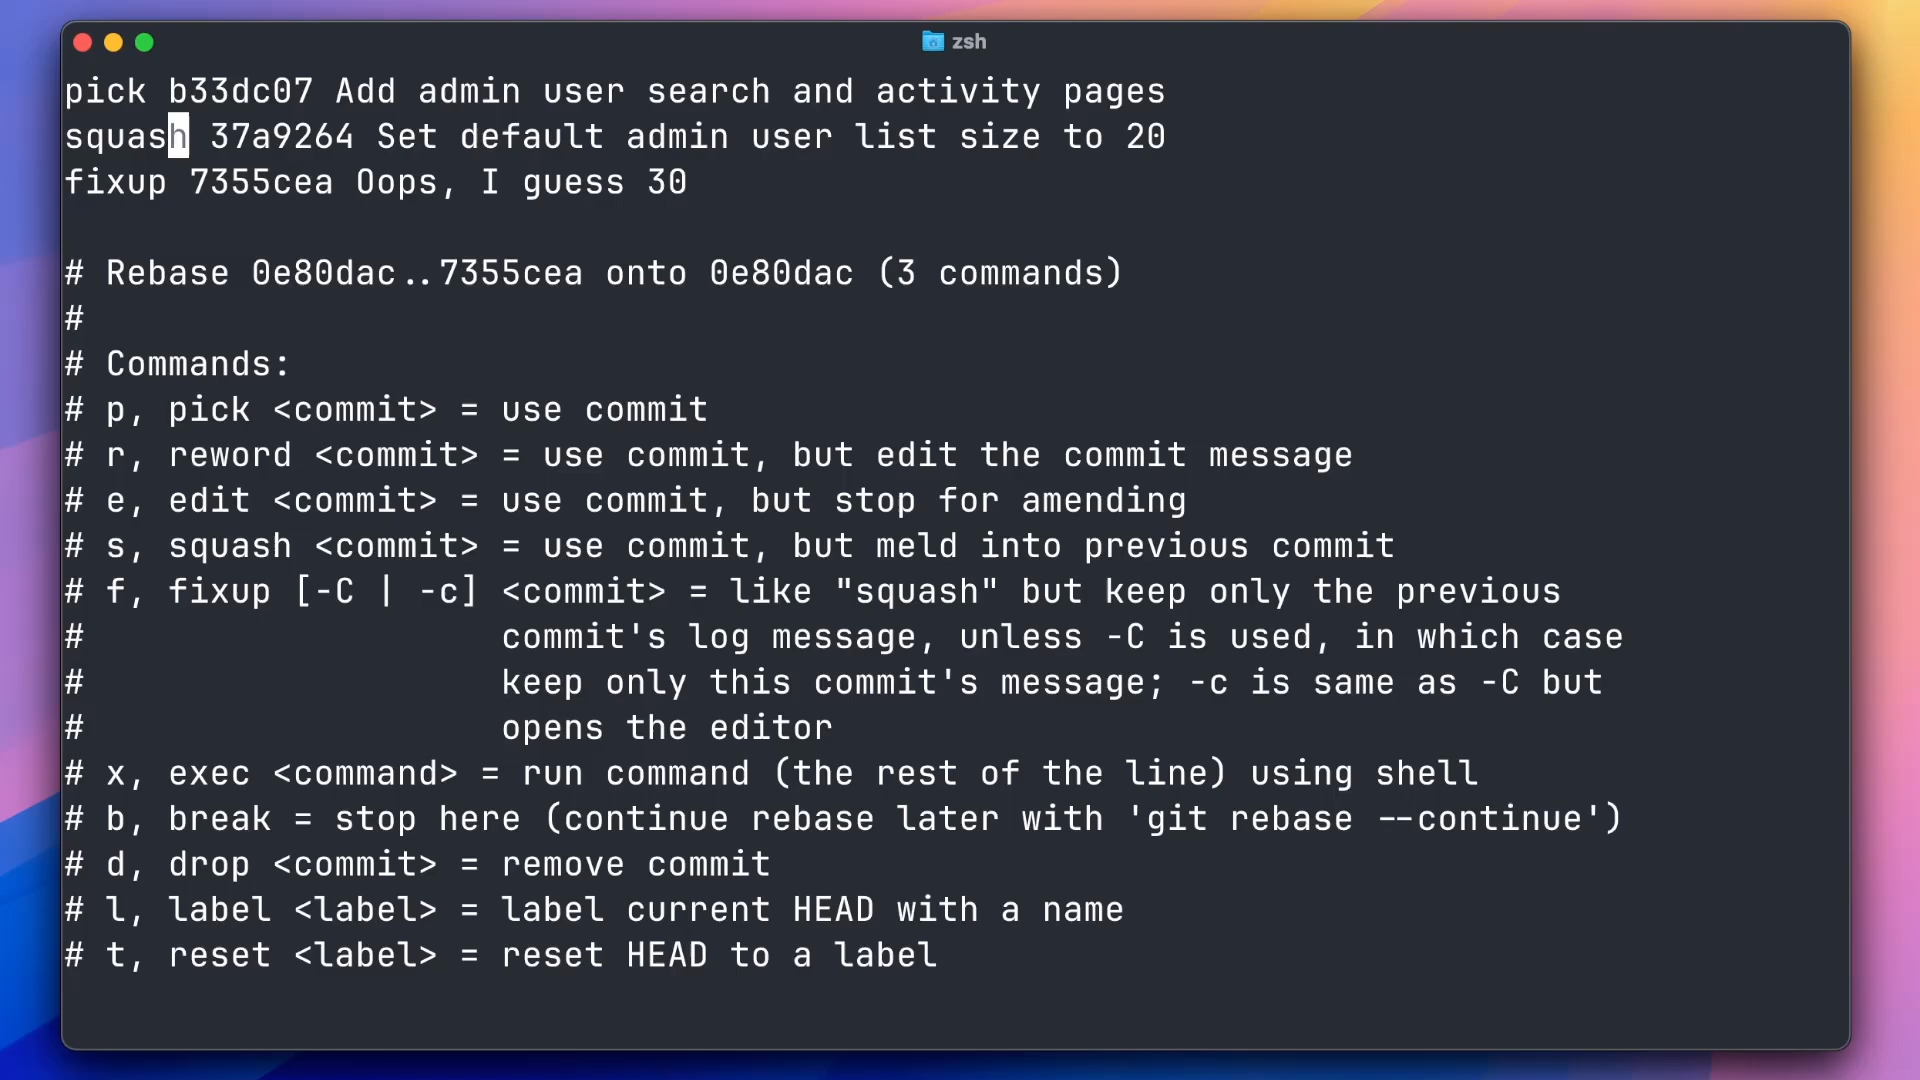 zsh
pick b33dc07 Add admin user search and activity pages
squash 37a9264 Set default admin user list size to 20
fixup 7355cea Oops, I guess 30
# Rebase 0e80dac..7355cea onto 0e80dac (3 commands)
#
# Commands:
# p, pick <commit> = use commit
# r, reword <commit> = use commit, but edit the commit message
# e, edit <commit> = use commit, but stop for amending
# s, squash <commit> = use commit, but meld into previous commit
# f, fixup [-C | -c] <commit> = like "squash" but keep only the previous
#                    commit's log message, unless -C is used, in which case
#                    keep only this commit's message; -c is same as -C but
#                    opens the editor
# x, exec <command> = run command (the rest of the line) using shell
# b, break = stop here (continue rebase later with 'git rebase --continue')
# d, drop <commit> = remove commit
# l, label <label> = label current HEAD with a name
# t, reset <label> = reset HEAD to a label